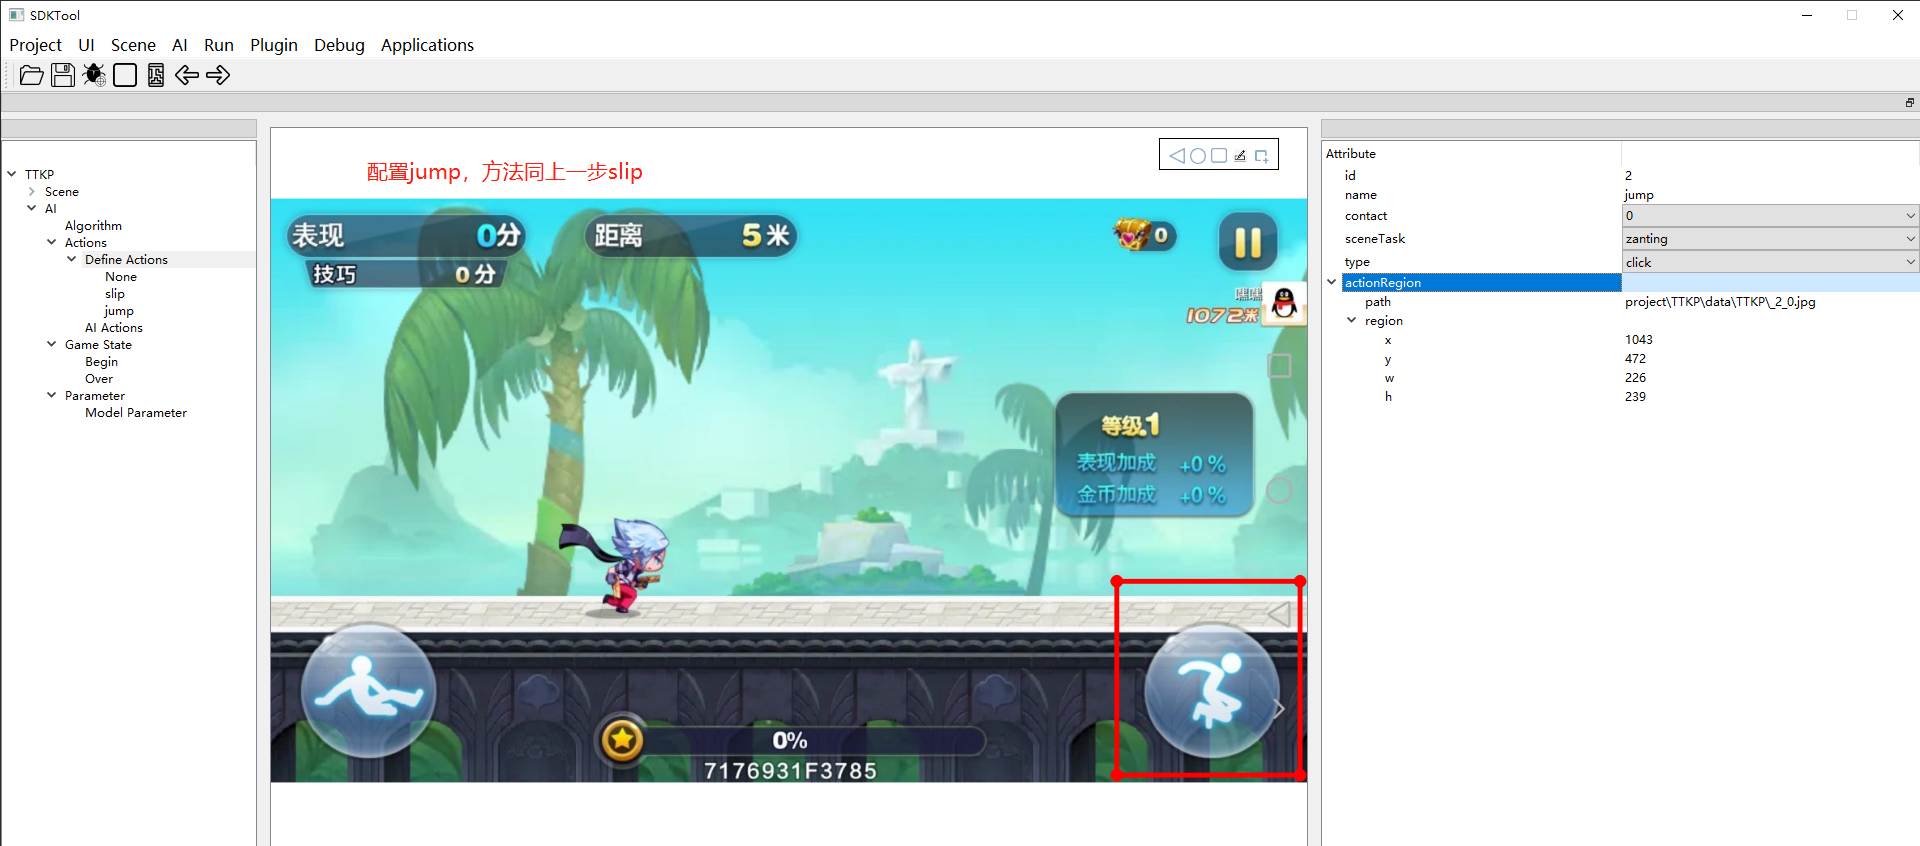 SDKTool
Project UI Scene AI Run Plugin Debug Applications
TTKP
Scene
AI
Algorithm
Actions
Define Actions
None
slip
jump
AI Actions
Game State
Begin
Over
Parameter
Model Parameter
配置jump，方法同上一步slip
表现 0分
距离 5 米
0
技巧 0 分
嘿嘿
1072米
等级.1
表现加成 +0 %
金币加成 +0 %
0%
7176931F3785
Attribute
id 2
name jump
contact 0
sceneTask zanting
type click
actionRegion
path project\TTKP\data\TTKP\_2_0.jpg
region
x 1043
y 472
w 226
h 239